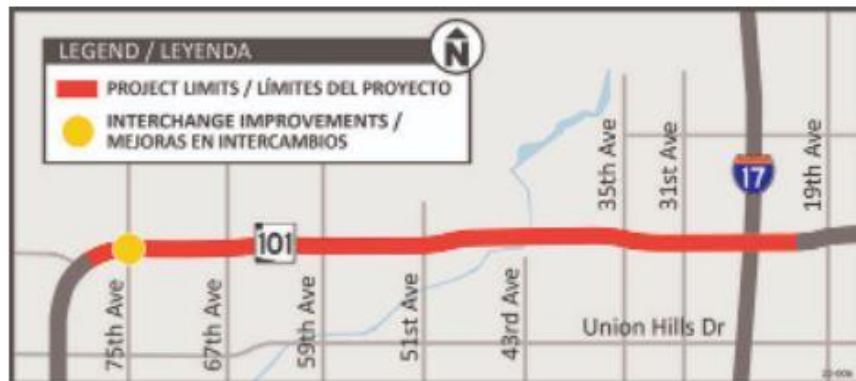 LEGEND / LEYENDA
N
PROJECT LIMITS / LÍMITES DEL PROYECTO
INTERCHANGE IMPROVEMENTS /
MEJORAS EN INTERCAMBIOS
35th Ave
31st Ave
17
19th Ave
101
75th Ave
67th Ave
59th Ave
51st Ave
43rd Ave
Union Hills Dr